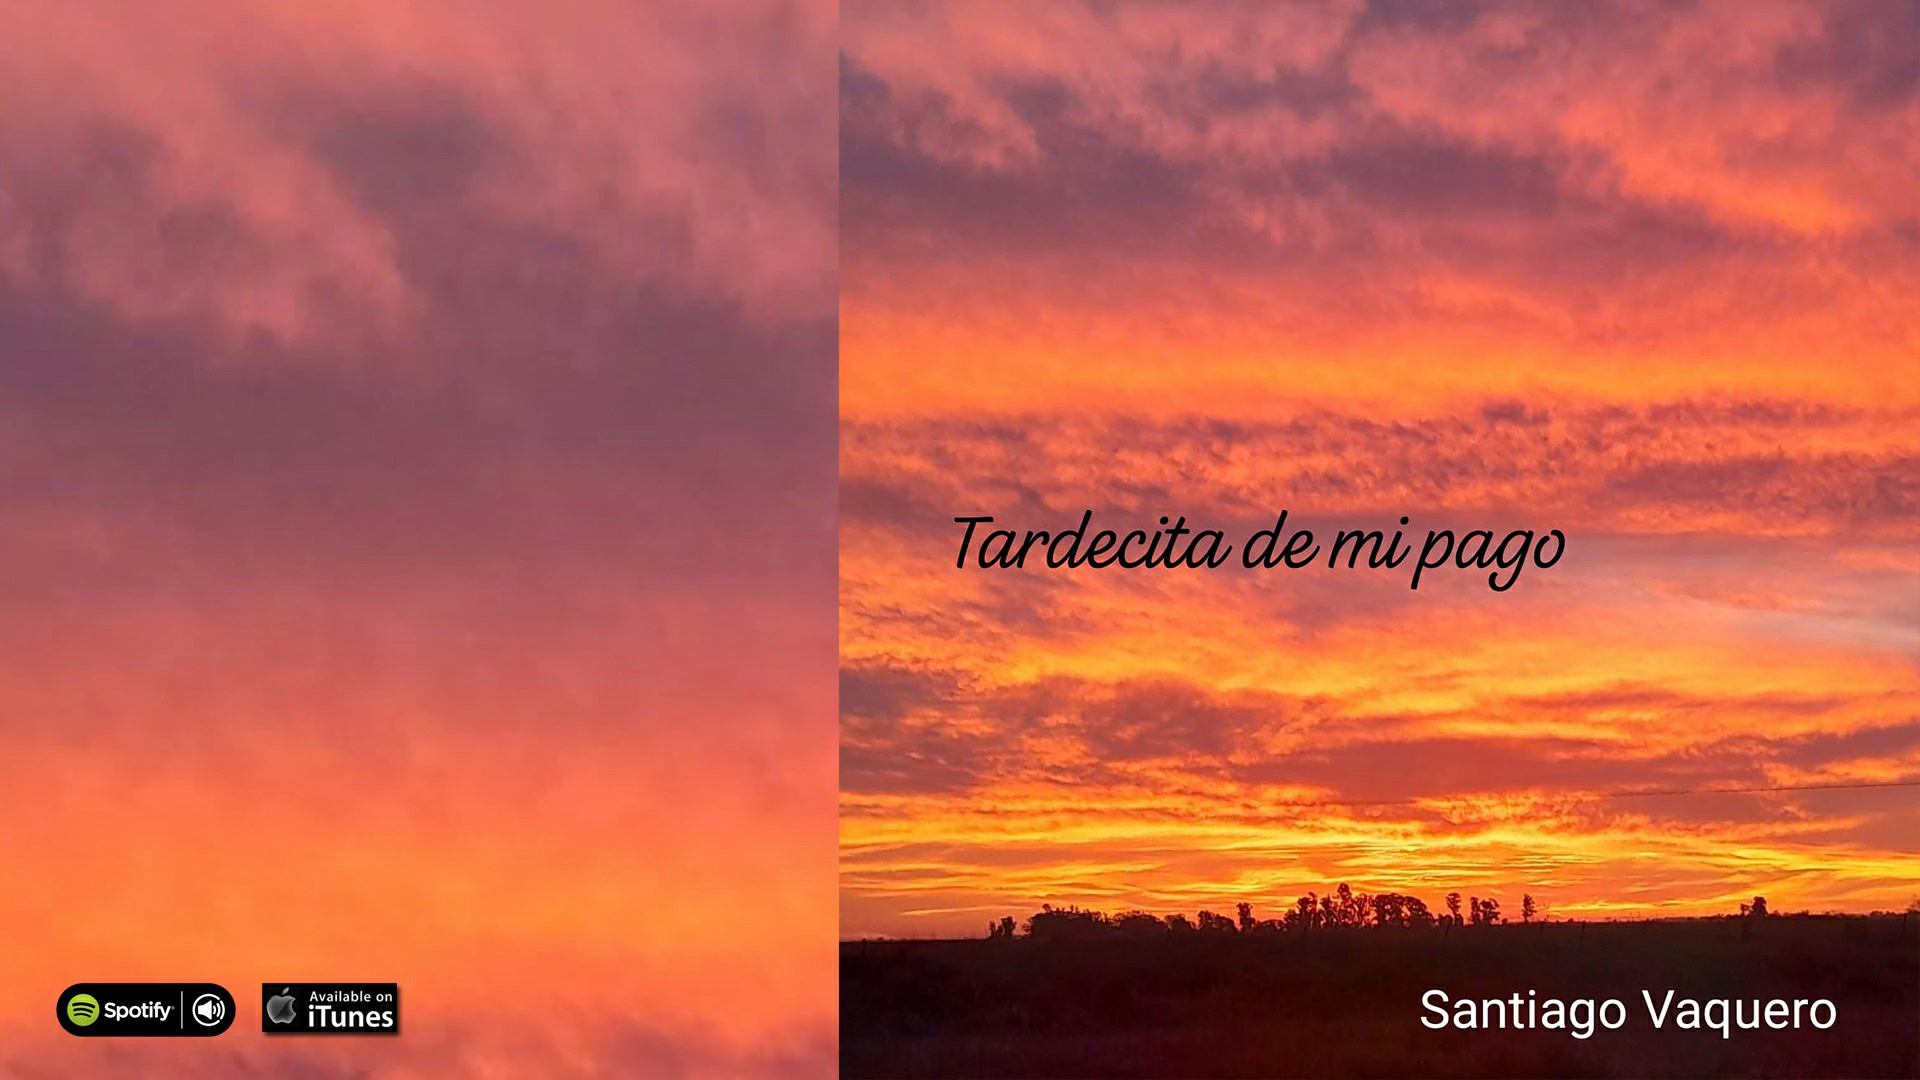 Tardecita de mi pago
Spotify
Available on
iTunes
Santiago Vaquero